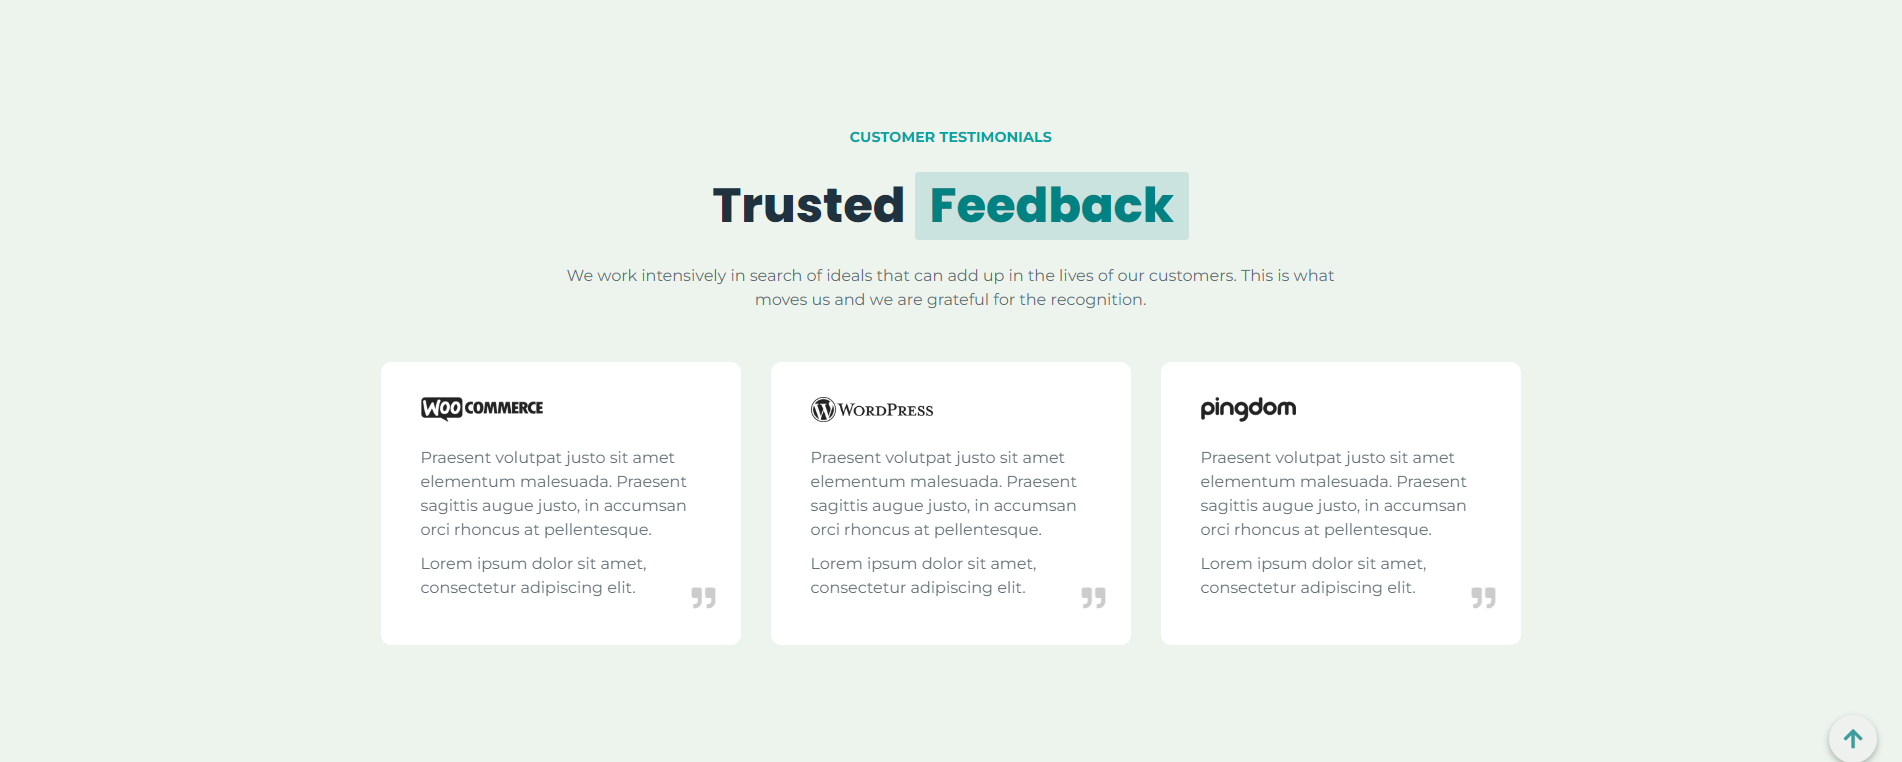 CUSTOMER TESTIMONIALS
Trusted Feedback
We work intensively in search of ideals that can add up in the lives of our customers. This is what
moves us and we are grateful for the recognition.
WOO COMMERCE
Praesent volutpat justo sit amet
elementum malesuada. Praesent
sagittis augue justo, in accumsan
orci rhoncus at pellentesque.
Lorem ipsum dolor sit amet,
consectetur adipiscing elit.
WORDPRESS
Praesent volutpat justo sit amet
elementum malesuada. Praesent
sagittis augue justo, in accumsan
orci rhoncus at pellentesque.
Lorem ipsum dolor sit amet,
consectetur adipiscing elit.
pingdom
Praesent volutpat justo sit amet
elementum malesuada. Praesent
sagittis augue justo, in accumsan
orci rhoncus at pellentesque.
Lorem ipsum dolor sit amet,
consectetur adipiscing elit.